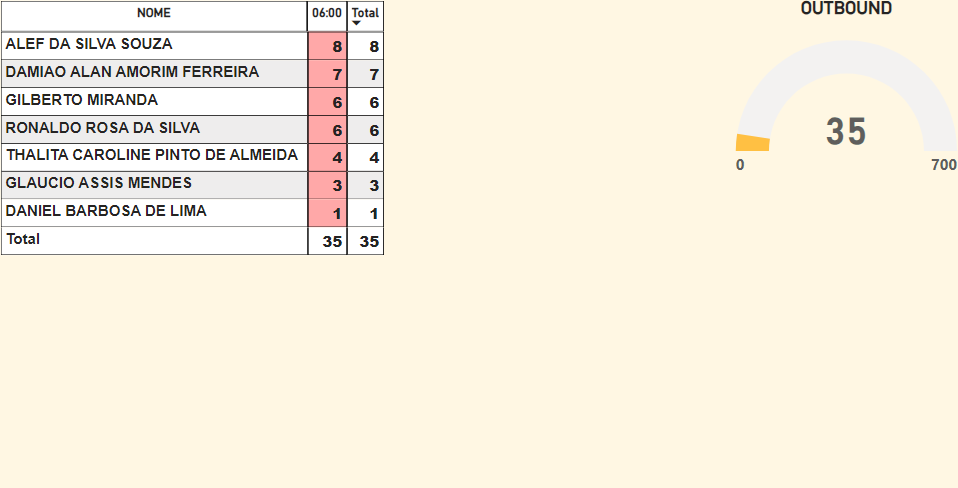 NOME 06:00 Total
ALEF DA SILVA SOUZA 8 8
DAMIAO ALAN AMORIM FERREIRA 7 7
GILBERTO MIRANDA 6 6
RONALDO ROSA DA SILVA 6 6
THALITA CAROLINE PINTO DE ALMEIDA 4 4
GLAUCIO ASSIS MENDES 3 3
DANIEL BARBOSA DE LIMA 1 1
Total 35 35
OUTBOUND
35
0 700